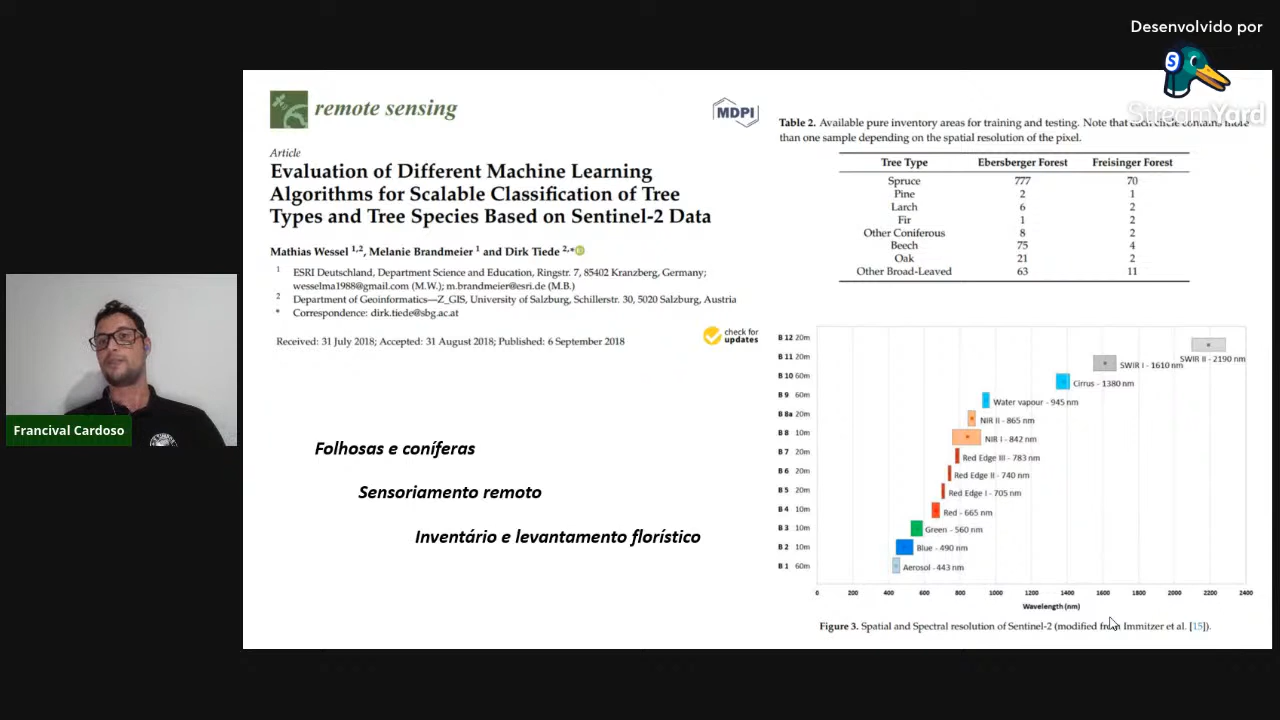 Desenvolvido por
S
StreamYard
remote sensing
MDPI
Article
Evaluation of Different Machine Learning
Algorithms for Scalable Classification of Tree
Types and Tree Species Based on Sentinel-2 Data
Mathias Wessel 1,2, Melanie Brandmeier 1 and Dirk Tiede 2,*
1 ESRI Deutschland, Department Science and Education, Ringstr. 7, 85402 Kranzberg, Germany;
wesselma1988@gmail.com (M.W.); m.brandmeier@esri.de (M.B.)
2 Department of Geoinformatics—Z_GIS, University of Salzburg, Schillerstr. 30, 5020 Salzburg, Austria
* Correspondence: dirk.tiede@sbg.ac.at
Received: 31 July 2018; Accepted: 31 August 2018; Published: 6 September 2018
check for
updates
Folhosas e coníferas
Sensoriamento remoto
Inventário e levantamento florístico
Francival Cardoso
Table 2. Available pure inventory areas for training and testing. Note that each circle contains more
than one sample depending on the spatial resolution of the pixel.
Tree Type Ebersberger Forest Freisinger Forest
Spruce 777 70
Pine 2 1
Larch 6 2
Fir 1 2
Other Coniferous 8 2
Beech 75 4
Oak 21 2
Other Broad-Leaved 63 11
B 12 20m SWIR II - 2190 nm
B 11 20m SWIR I - 1610 nm
B 10 60m Cirrus - 1380 nm
B 9 60m Water vapour - 945 nm
B 8a 20m NIR II - 865 nm
B 8 10m NIR I - 842 nm
B 7 20m Red Edge III - 783 nm
B 6 20m Red Edge II - 740 nm
B 5 20m Red Edge I - 705 nm
B 4 10m Red - 665 nm
B 3 10m Green - 560 nm
B 2 10m Blue - 490 nm
B 1 60m Aerosol - 443 nm
0 200 400 600 800 1000 1200 1400 1600 1800 2000 2200 2400
Wavelength (nm)
Figure 3. Spatial and Spectral resolution of Sentinel-2 (modified from Immitzer et al. [15]).